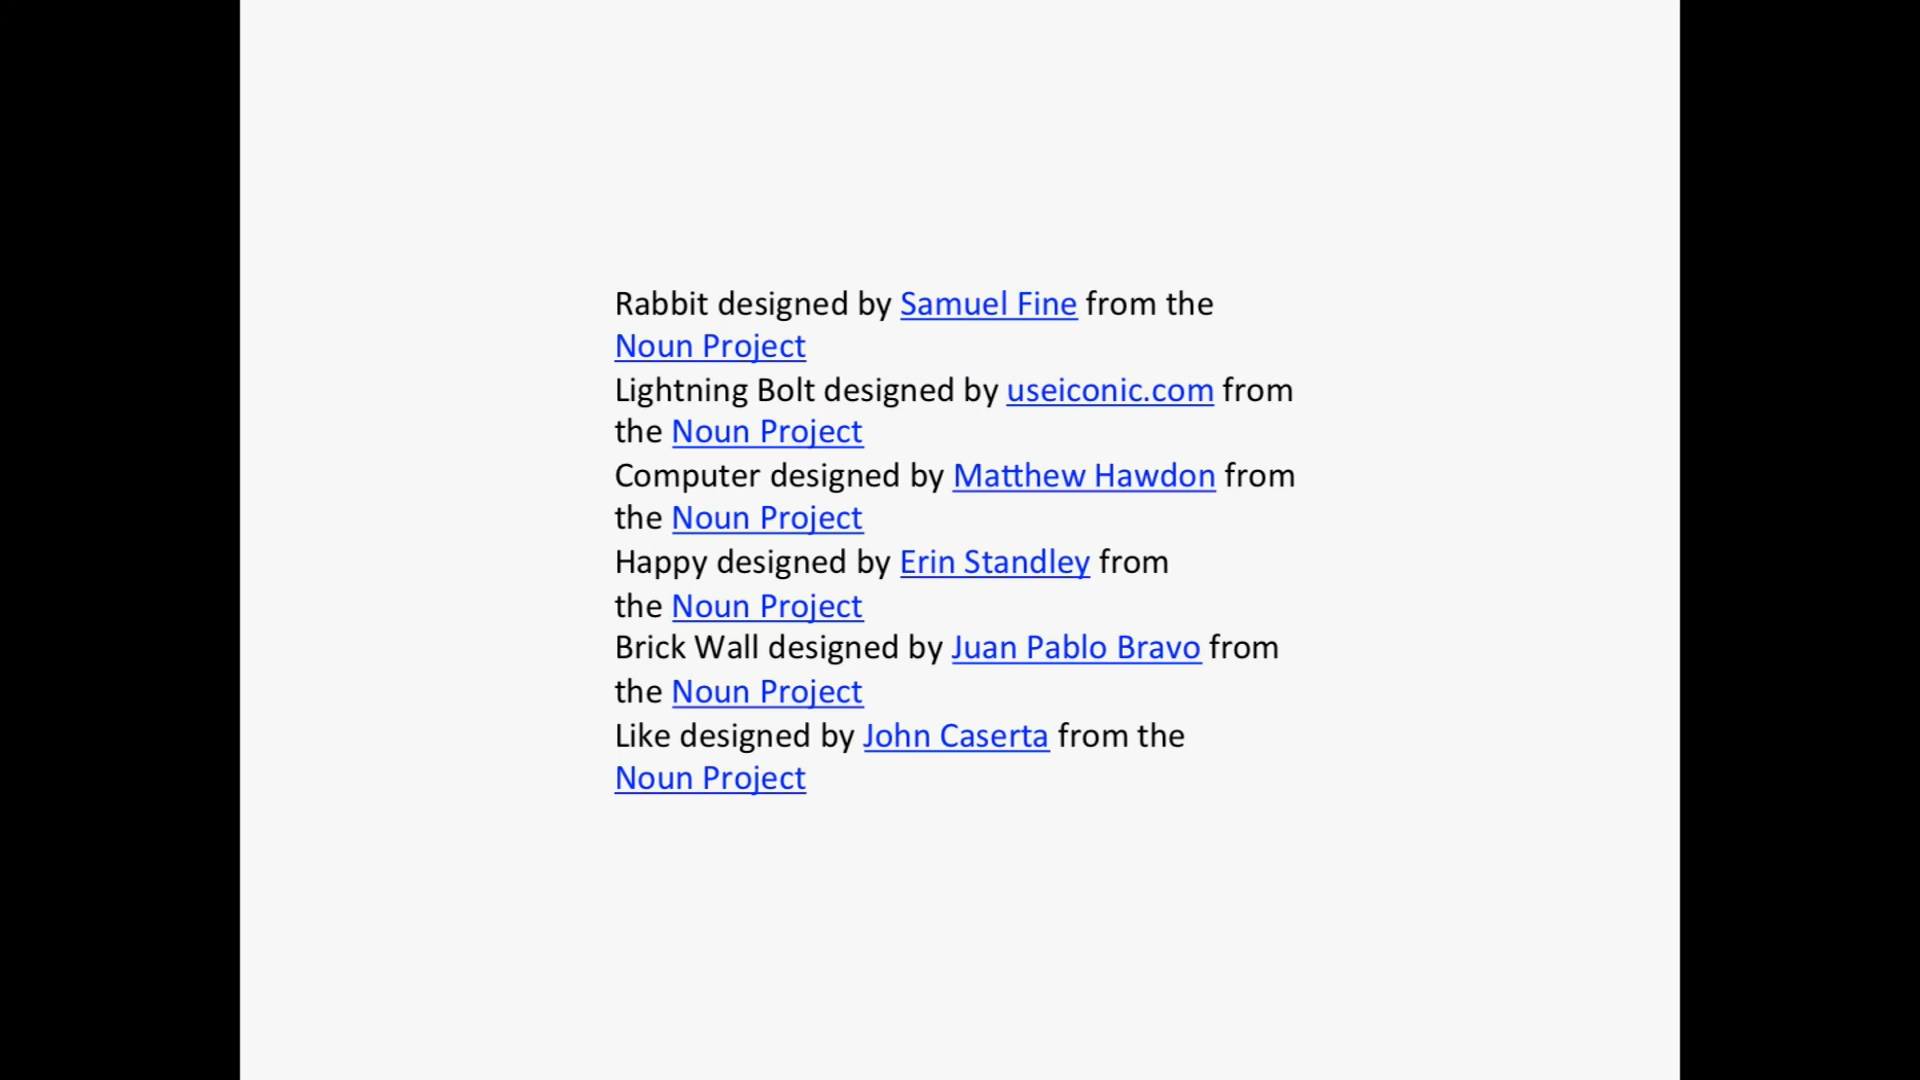 Rabbit designed by Samuel Fine from the
Noun Project
Lightning Bolt designed by useiconic.com from
the Noun Project
Computer designed by Matthew Hawdon from
the Noun Project
Happy designed by Erin Standley from
the Noun Project
Brick Wall designed by Juan Pablo Bravo from
the Noun Project
Like designed by John Caserta from the
Noun Project